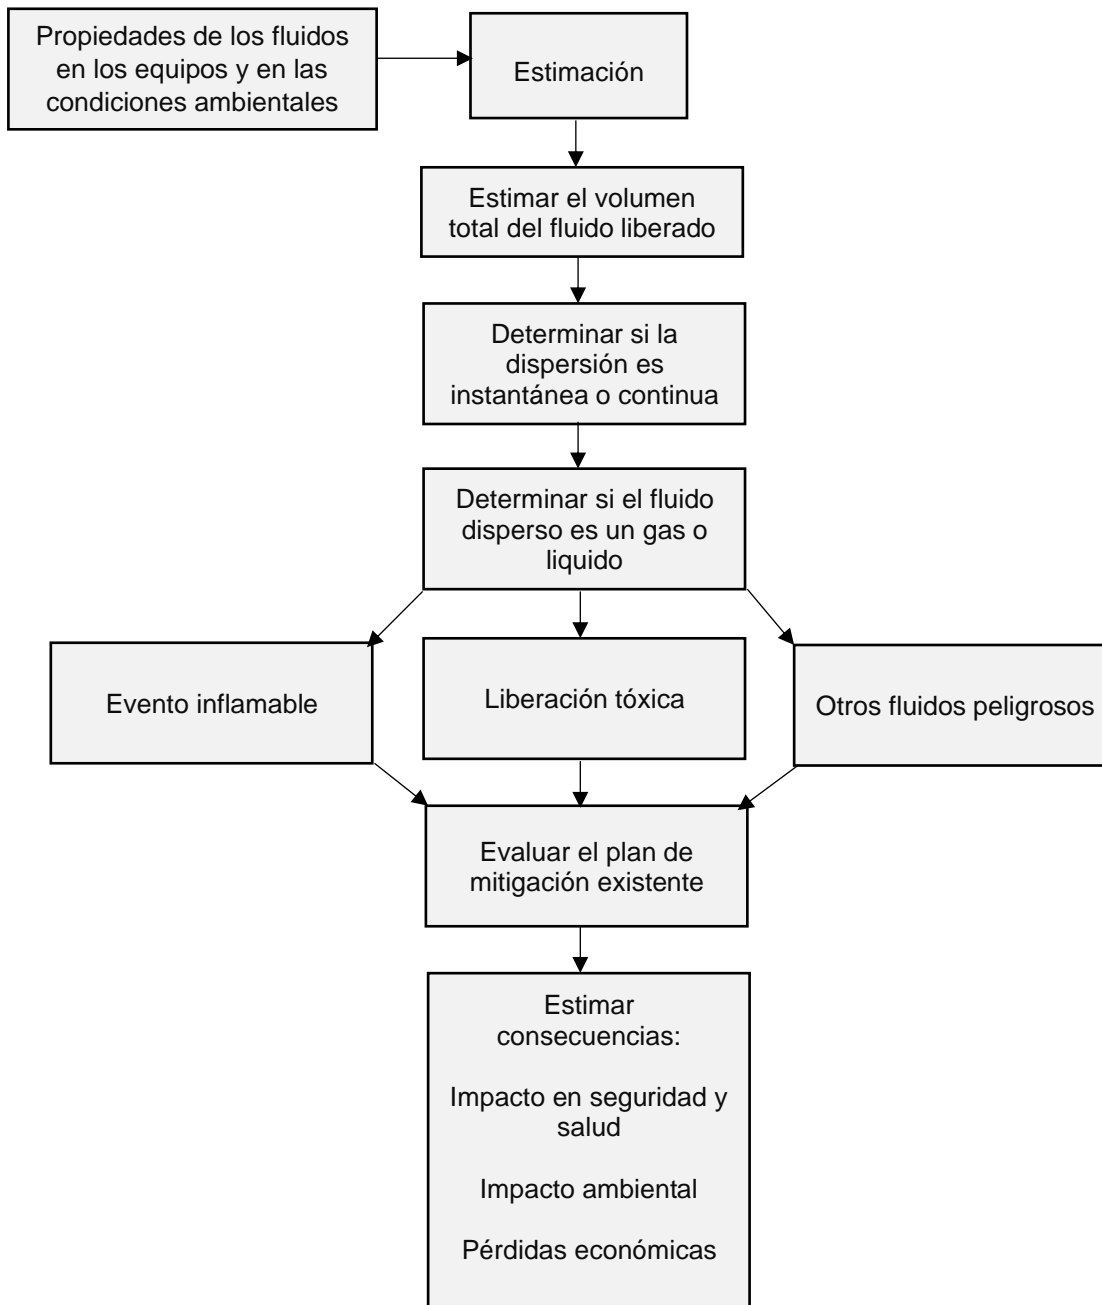 Propiedades de los fluidos
en los equipos y en las
condiciones ambientales
Estimación
Estimar el volumen
total del fluido liberado
Determinar si la
dispersión es
instantánea o continua
Determinar si el fluido
disperso es un gas o
liquido
Evento inflamable
Liberación tóxica
Otros fluidos peligrosos
Evaluar el plan de
mitigación existente
Estimar
consecuencias:
Impacto en seguridad y
salud
Impacto ambiental
Pérdidas económicas